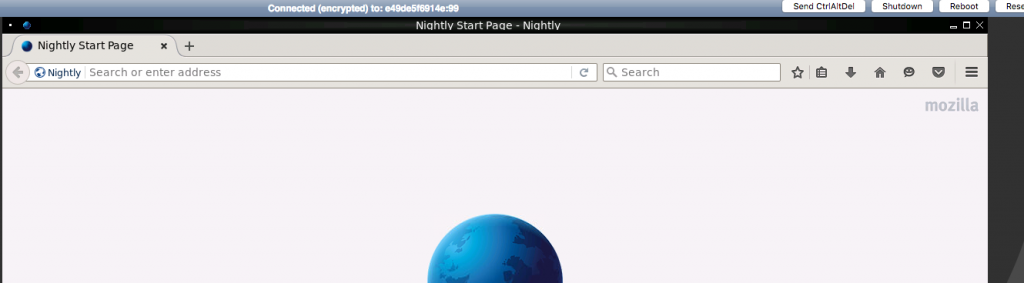 Connected (encrypted) to: e49de5f6914e:99
Send CtrlAltDel
Shutdown
Reboot
Rese
Nightly Start Page - Nightly
Nightly Start Page
Nightly
Search or enter address
Search
mozilla